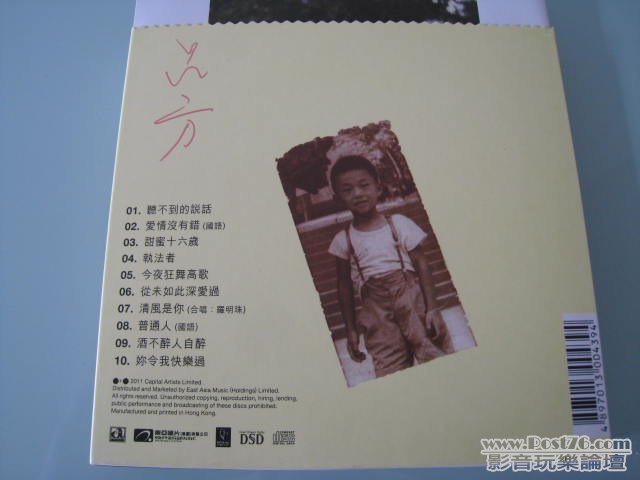 呂方
01. 聽不到的說話
02. 愛情沒有錯 (國語)
03. 甜蜜十六歲
04. 執法者
05. 今夜狂舞高歌
06. 從未如此深愛過
07. 清風是你 (合唱：羅明珠)
08. 普通人 (國語)
09. 酒不醉人自醉
10. 妳令我快樂過
2011 Capital Artists Limited.
Distributed and Marketed by East Asia Music (Holdings) Limited.
All rights reserved. Unauthorized copying, reproduction, hiring, lending,
public performance and broadcasting of these discs prohibited.
Manufactured and printed in Hong Kong.
DSD
4 897013 004394
www.Post76.com
影音玩樂論壇